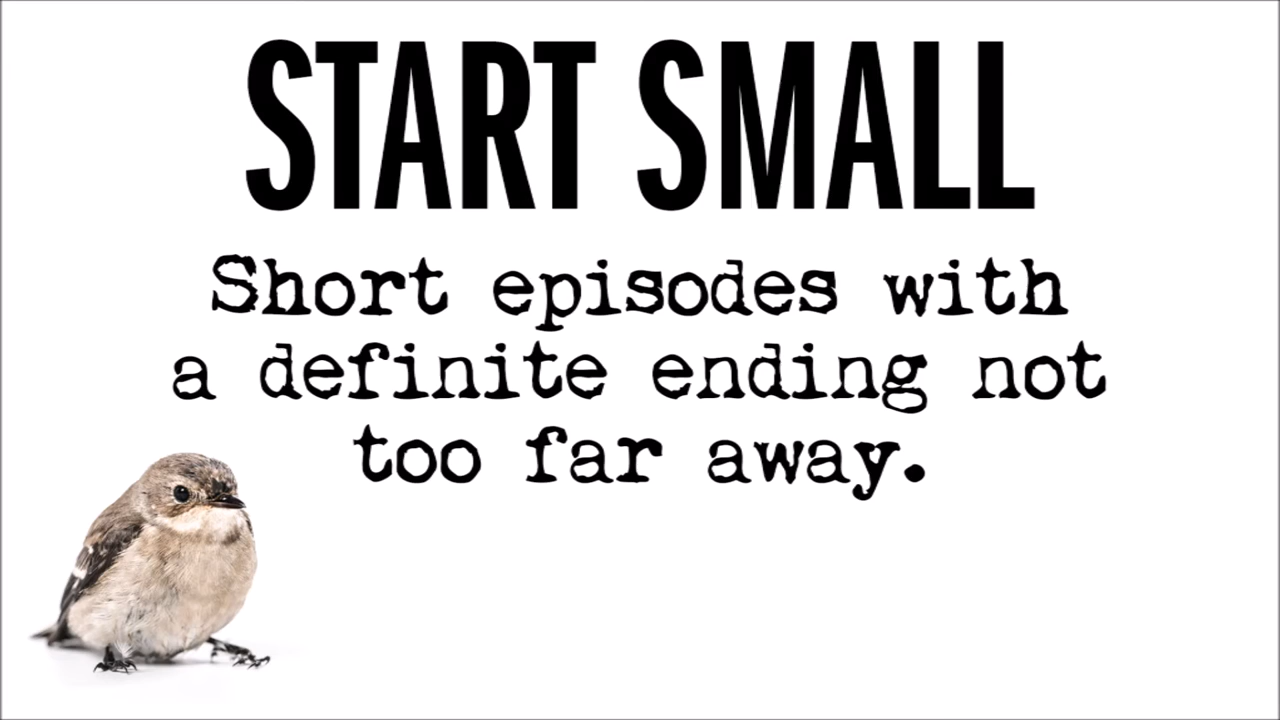 START SMALL
Short episodes with
a definite ending not
too far away.